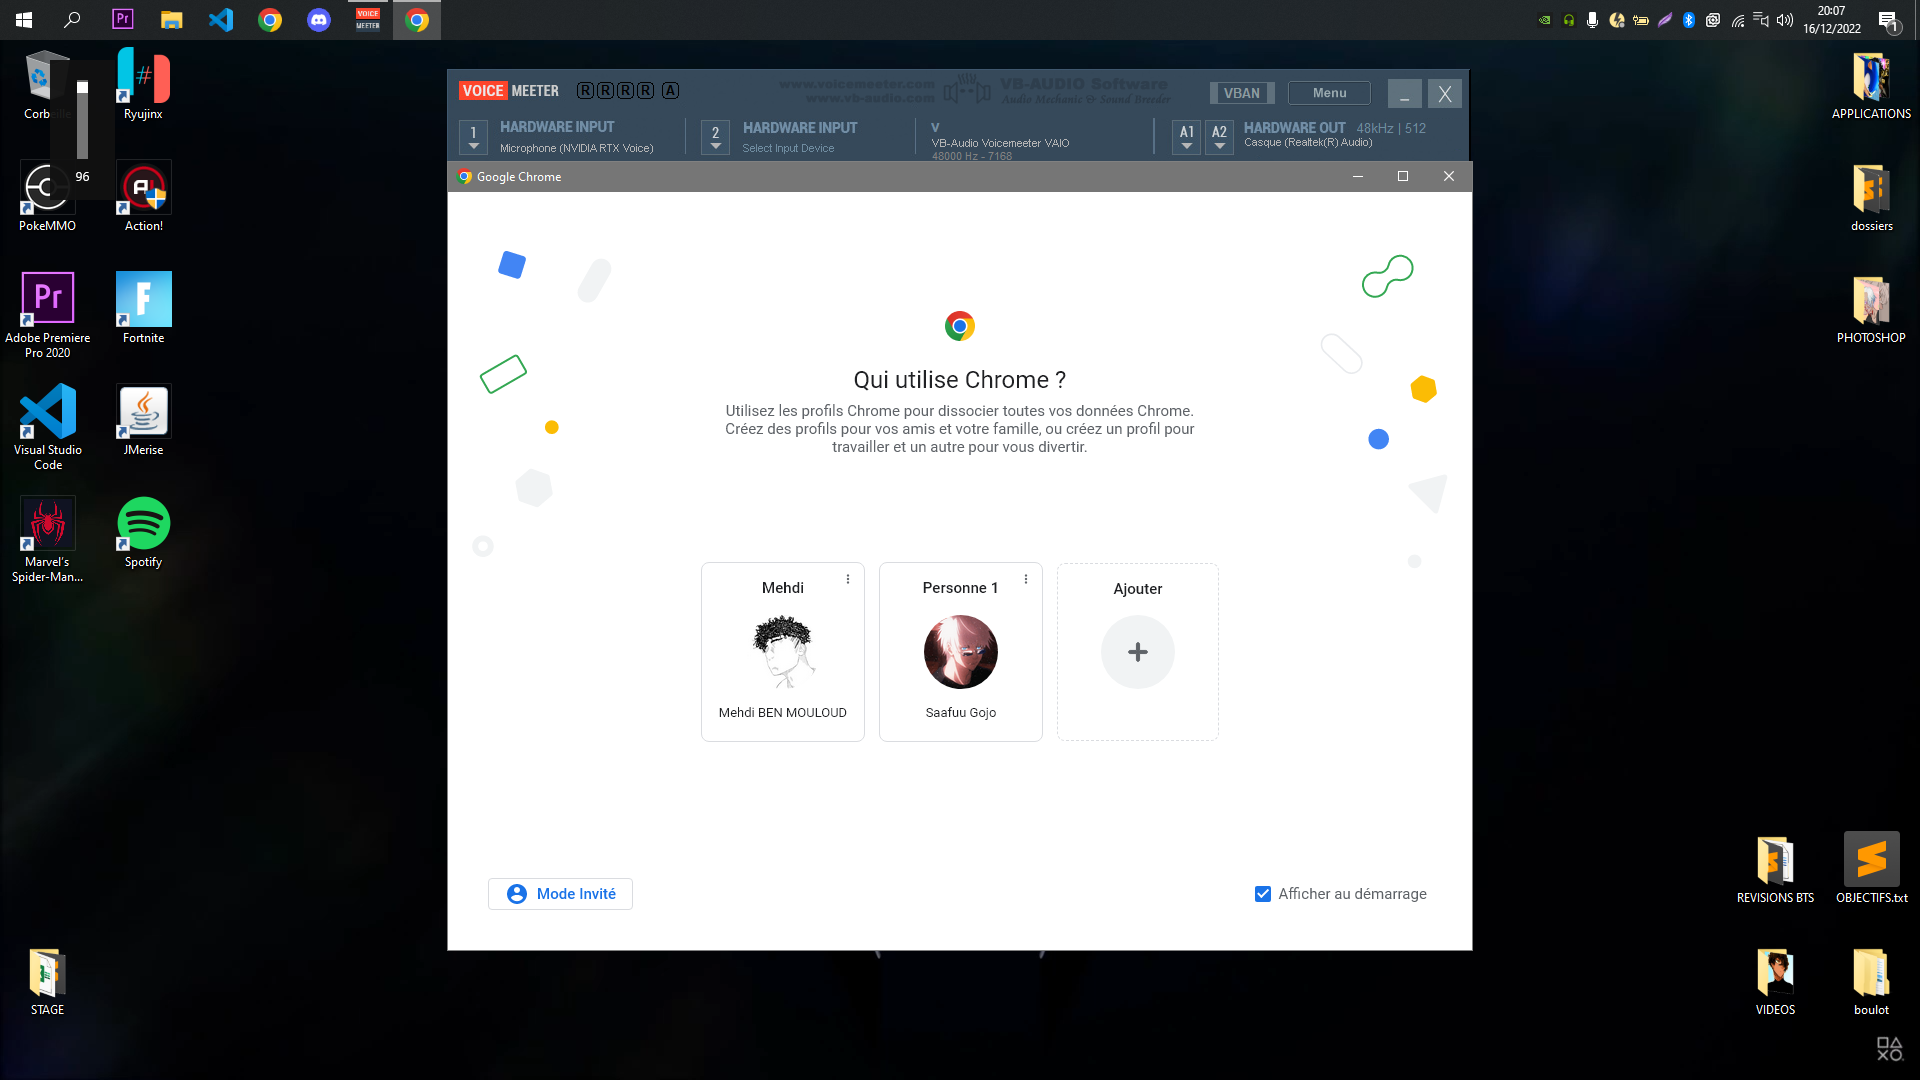 20:07
16/12/2022
1
Ryujinx
96
PokeMMO
Action!
Pr
Adobe Premiere
Pro 2020
Fortnite
Visual Studio
Code
JMerise
Marvel's
Spider-Man...
Spotify
STAGE
VOICE MEETER
R R R R A
www.voicemeeter.com
www.vb-audio.com
VB-AUDIO Software
Audio Mechanic & Sound Breeder
VBAN
Menu
_
X
1
HARDWARE INPUT
Microphone (NVIDIA RTX Voice)
2
HARDWARE INPUT
Select Input Device
V
VB-Audio Voicemeeter VAIO
48000 Hz - 7168
A1
A2
HARDWARE OUT 48kHz | 512
Casque (Realtek(R) Audio)
Google Chrome
Qui utilise Chrome ?
Utilisez les profils Chrome pour dissocier toutes vos données Chrome.
Créez des profils pour vos amis et votre famille, ou créez un profil pour
travailler et un autre pour vous divertir.
Mehdi
Mehdi BEN MOULOUD
Personne 1
Saafuu Gojo
Ajouter
Mode Invité
Afficher au démarrage
APPLICATIONS
dossiers
PHOTOSHOP
REVISIONS BTS
OBJECTIFS.txt
VIDEOS
boulot